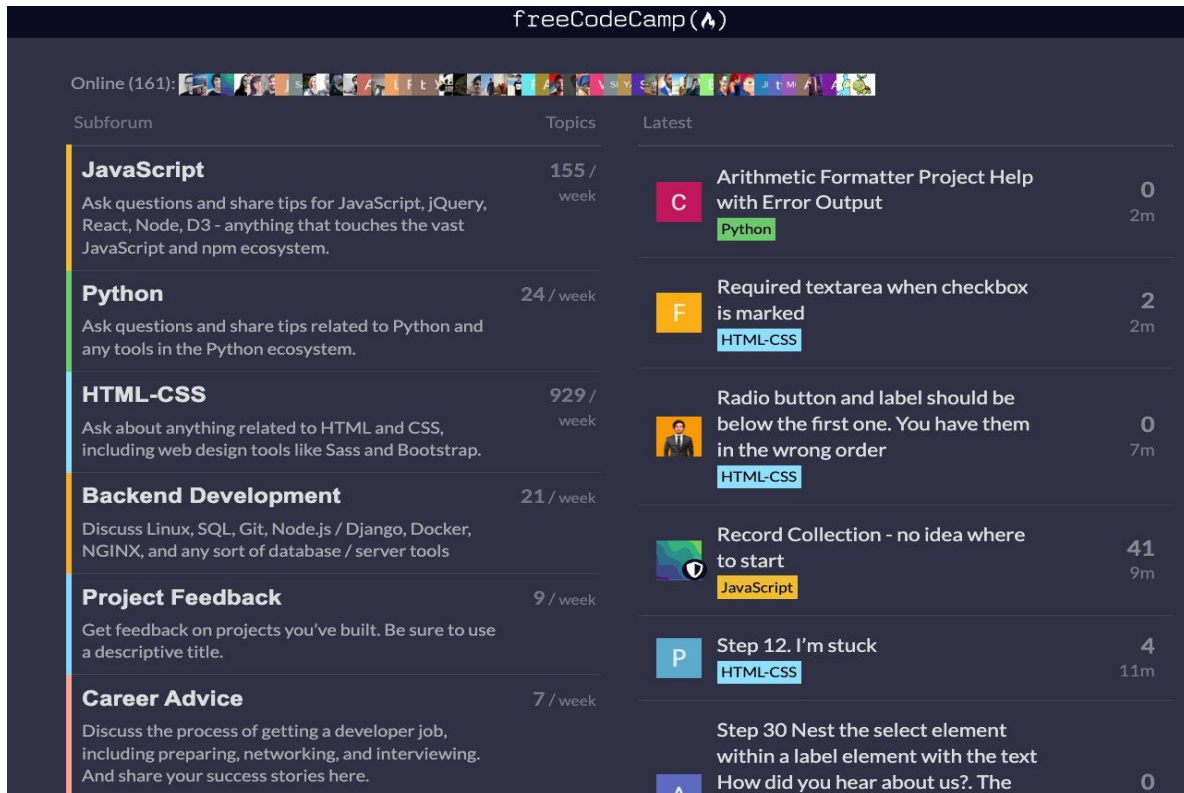 freeCodeCamp(🔥)
Online (161):
Subforum Topics
JavaScript 155 /
week
Ask questions and share tips for JavaScript, jQuery,
React, Node, D3 - anything that touches the vast
JavaScript and npm ecosystem.
Python 24 / week
Ask questions and share tips related to Python and
any tools in the Python ecosystem.
HTML-CSS 929 /
week
Ask about anything related to HTML and CSS,
including web design tools like Sass and Bootstrap.
Backend Development 21 / week
Discuss Linux, SQL, Git, Node.js / Django, Docker,
NGINX, and any sort of database / server tools
Project Feedback 9 / week
Get feedback on projects you've built. Be sure to use
a descriptive title.
Career Advice 7 / week
Discuss the process of getting a developer job,
including preparing, networking, and interviewing.
And share your success stories here.
Latest
C
Arithmetic Formatter Project Help
with Error Output
Python
0
2m
F
Required textarea when checkbox
is marked
HTML-CSS
2
2m
Radio button and label should be
below the first one. You have them
in the wrong order
HTML-CSS
0
7m
Record Collection - no idea where
to start
JavaScript
41
9m
P
Step 12. I'm stuck
HTML-CSS
4
11m
A
Step 30 Nest the select element
within a label element with the text
How did you hear about us?. The
0